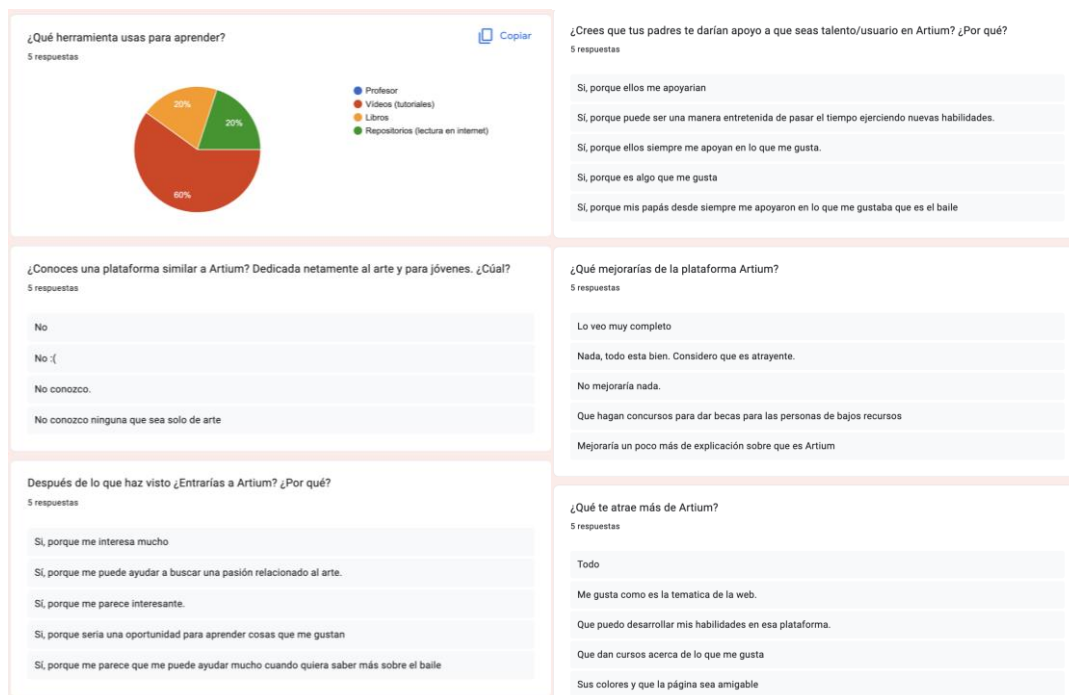 ¿Qué herramienta usas para aprender?
Copiar
5 respuestas
20%
20%
60%
Profesor
Vídeos (tutoriales)
Libros
Repositorios (lectura en internet)
¿Conoces una plataforma similar a Artium? Dedicada netamente al arte y para jóvenes. ¿Cúal?
5 respuestas
No
No :(
No conozco.
No conozco ninguna que sea solo de arte
Después de lo que haz visto ¿Entrarías a Artium? ¿Por qué?
5 respuestas
Si, porque me interesa mucho
Sí, porque me puede ayudar a buscar una pasión relacionado al arte.
Sí, porque me parece interesante.
Si, porque seria una oportunidad para aprender cosas que me gustan
Sí, porque me parece que me puede ayudar mucho cuando quiera saber más sobre el baile
¿Crees que tus padres te darían apoyo a que seas talento/usuario en Artium? ¿Por qué?
5 respuestas
Si, porque ellos me apoyarian
Sí, porque puede ser una manera entretenida de pasar el tiempo ejerciendo nuevas habilidades.
Sí, porque ellos siempre me apoyan en lo que me gusta.
Si, porque es algo que me gusta
Sí, porque mis papás desde siempre me apoyaron en lo que me gustaba que es el baile
¿Qué mejorarías de la plataforma Artium?
5 respuestas
Lo veo muy completo
Nada, todo esta bien. Considero que es atrayente.
No mejoraría nada.
Que hagan concursos para dar becas para las personas de bajos recursos
Mejoraría un poco más de explicación sobre que es Artium
¿Qué te atrae más de Artium?
5 respuestas
Todo
Me gusta como es la tematica de la web.
Que puedo desarrollar mis habilidades en esa plataforma.
Que dan cursos acerca de lo que me gusta
Sus colores y que la página sea amigable